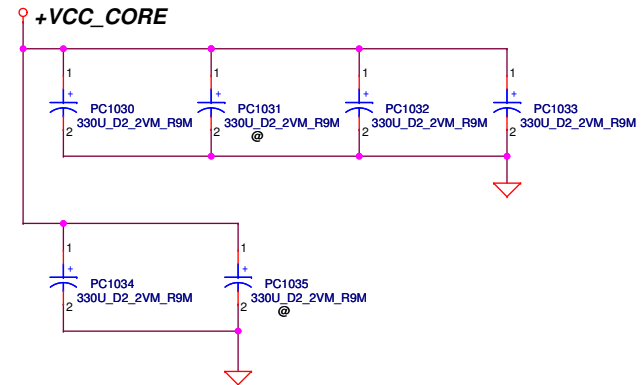 +VCC_CORE
1 1 1 1
+ + + +
PC1030 PC1031 PC1032 PC1033
330U_D2_2VM_R9M 330U_D2_2VM_R9M 330U_D2_2VM_R9M 330U_D2_2VM_R9M
2 2 2 2
@
1 1
+ +
PC1034 PC1035
330U_D2_2VM_R9M 330U_D2_2VM_R9M
2 2
@